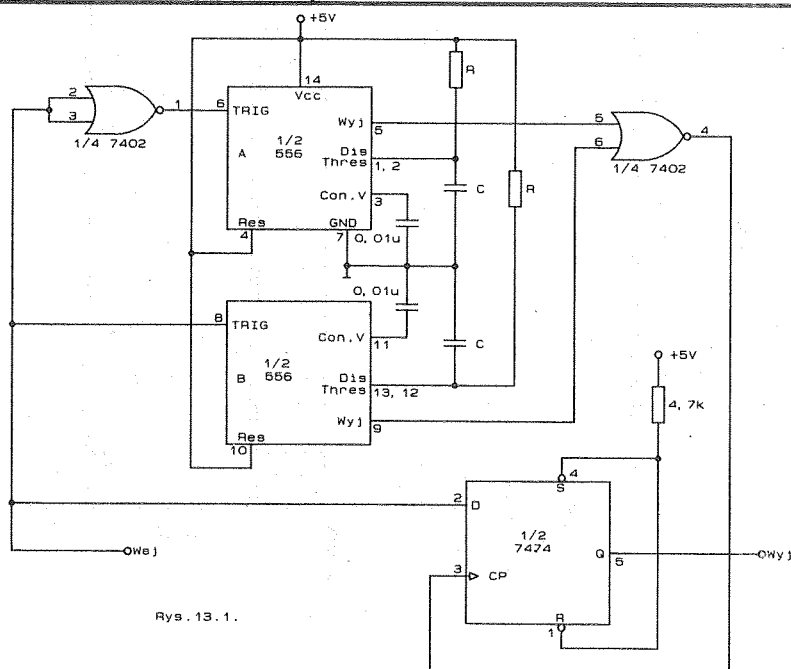 +5V
14
Vcc
R
2
3
1
6
TRIG
1/4 7402
A
1/2
556
Wyj
5
Dis
Thres
1, 2
Con.V
3
C
Res
4
GND
7
0,01u
5
6
4
1/4 7402
R
0,01u
8
TRIG
Con.V
11
C
B
1/2
556
Dis
Thres
13, 12
Wyj
9
Res
10
+5V
4,7k
4
S
2
D
1/2
7474
Q
5
Wyj
Wej
3
CP
R
1
Rys.13.1.